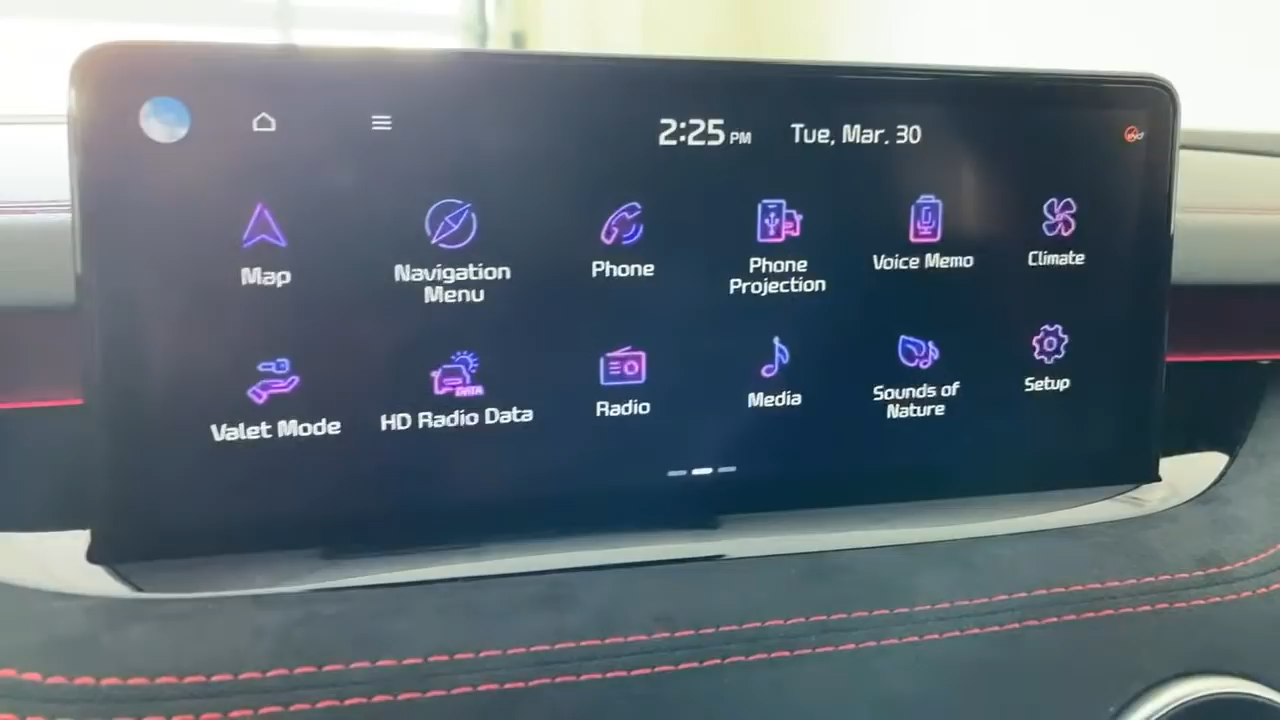 2:25 PM Tue, Mar. 30
Map
Navigation
Menu
Phone
Phone
Projection
Voice Memo
Climate
Valet Mode
DATA
HD Radio Data
Radio
Media
Sounds of
Nature
Setup